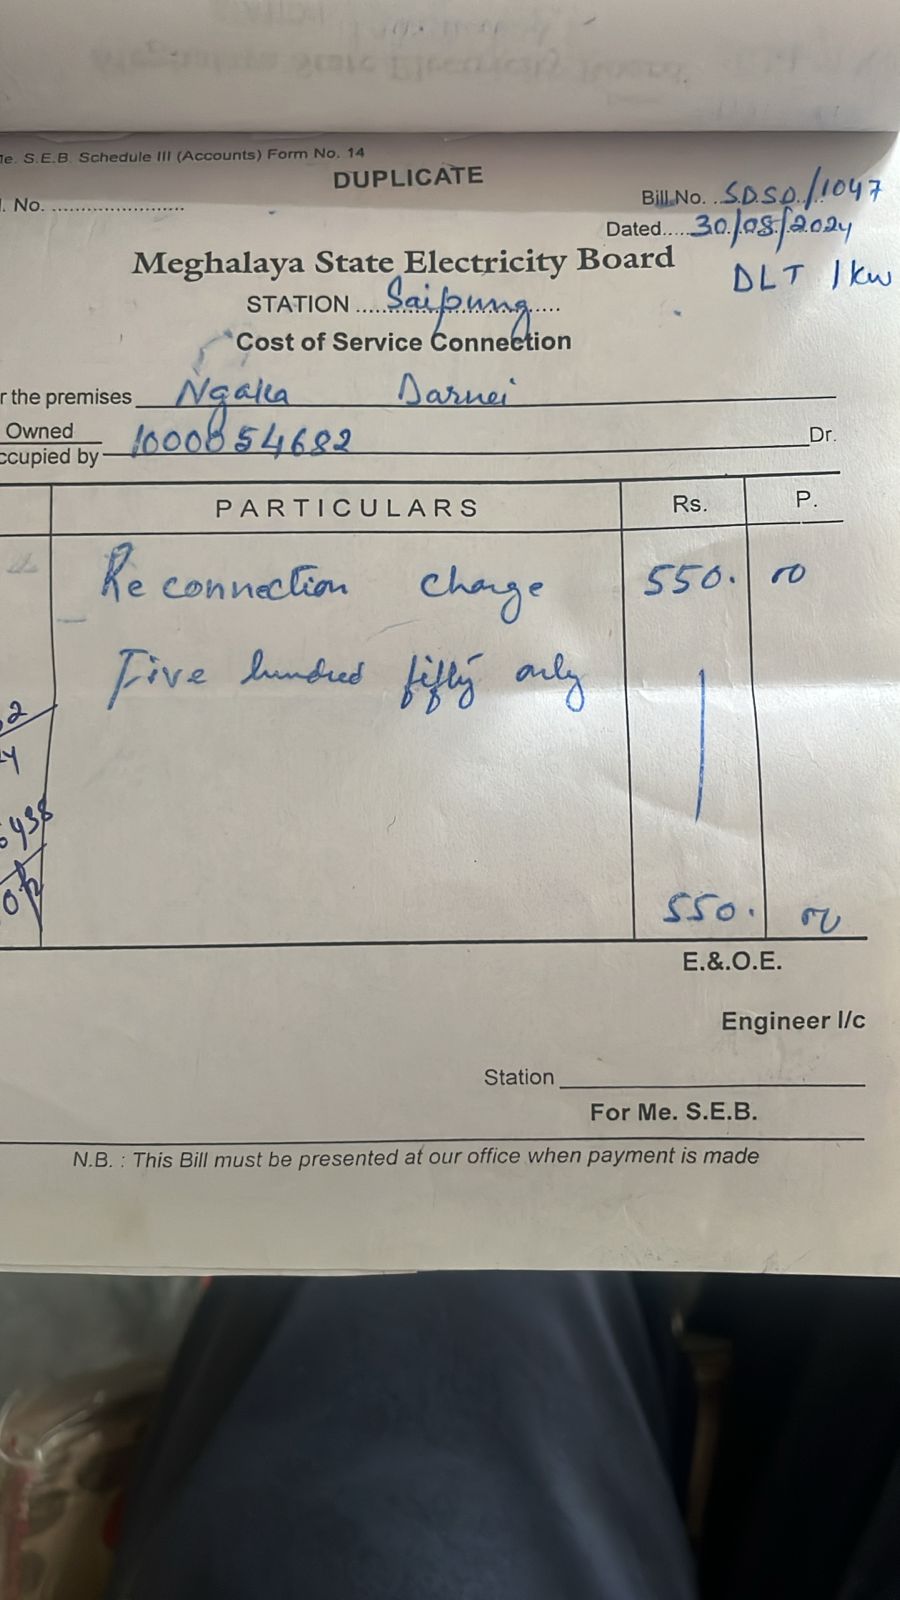 Me. S.E.B. Schedule III (Accounts) Form No. 14
DUPLICATE
. No. ........................
Bill No. SDSD/1047
Dated.....30/08/2024
Meghalaya State Electricity Board
DLT 1kw
STATION ....Saipung....
Cost of Service Connection
r the premises Ngaka Darnei
Owned
ccupied by 1000054682 Dr.
PARTICULARS Rs. P.
Re connection charge 550. 00
Five hundred fifty only
550. 00
E.&.O.E.
Engineer I/c
Station
For Me. S.E.B.
N.B. : This Bill must be presented at our office when payment is made